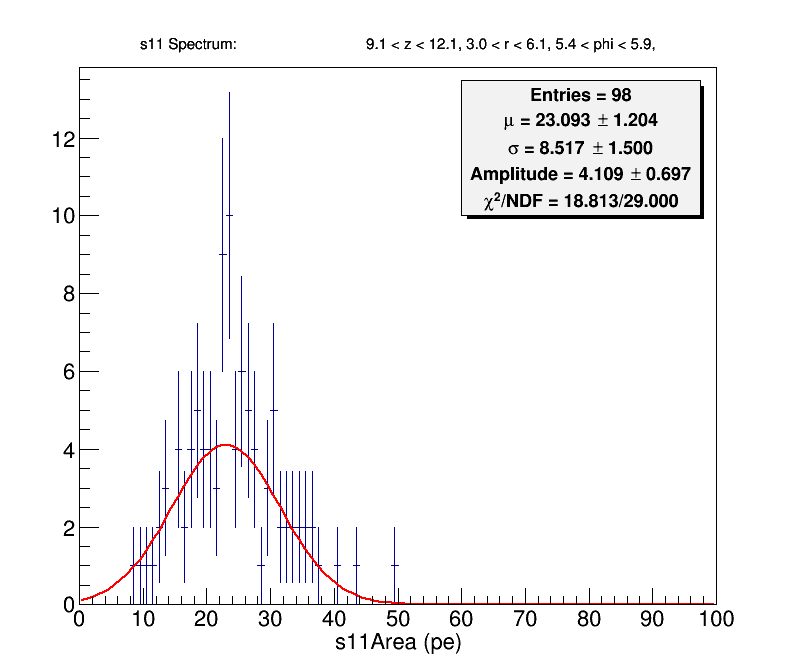 s11 Spectrum: 9.1 < z < 12.1, 3.0 < r < 6.1, 5.4 < phi < 5.9,
Entries = 98
μ = 23.093 ± 1.204
σ = 8.517 ± 1.500
Amplitude = 4.109 ± 0.697
χ²/NDF = 18.813/29.000
12
10
8
6
4
2
0
0 10 20 30 40 50 60 70 80 90 100
s11Area (pe)